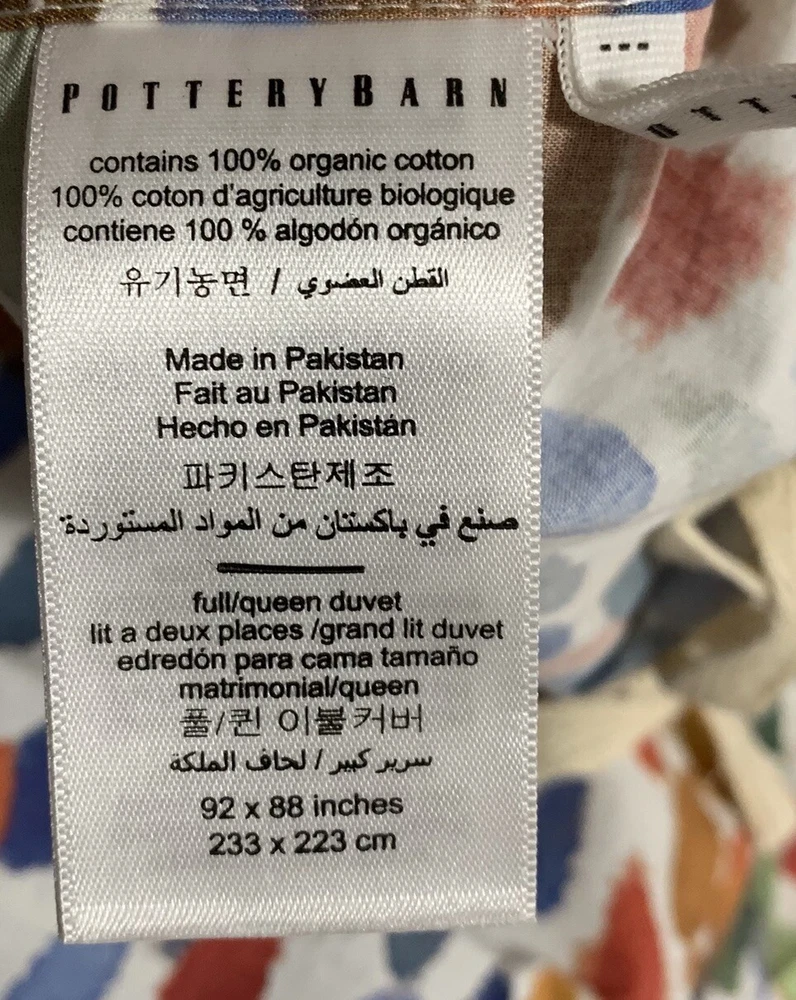 POTTERYBARN
contains 100% organic cotton
100% coton d'agriculture biologique
contiene 100 % algodón orgánico
유기농면 / القطن العضوي
Made in Pakistan
Fait au Pakistan
Hecho en Pakistán
파키스탄제조
صنع في باكستان من المواد المستوردة
full/queen duvet
lit a deux places /grand lit duvet
edredón para cama tamaño
matrimonial/queen
풀/퀸 이불커버
سرير كبير / لحاف الملكة
92 x 88 inches
233 x 223 cm